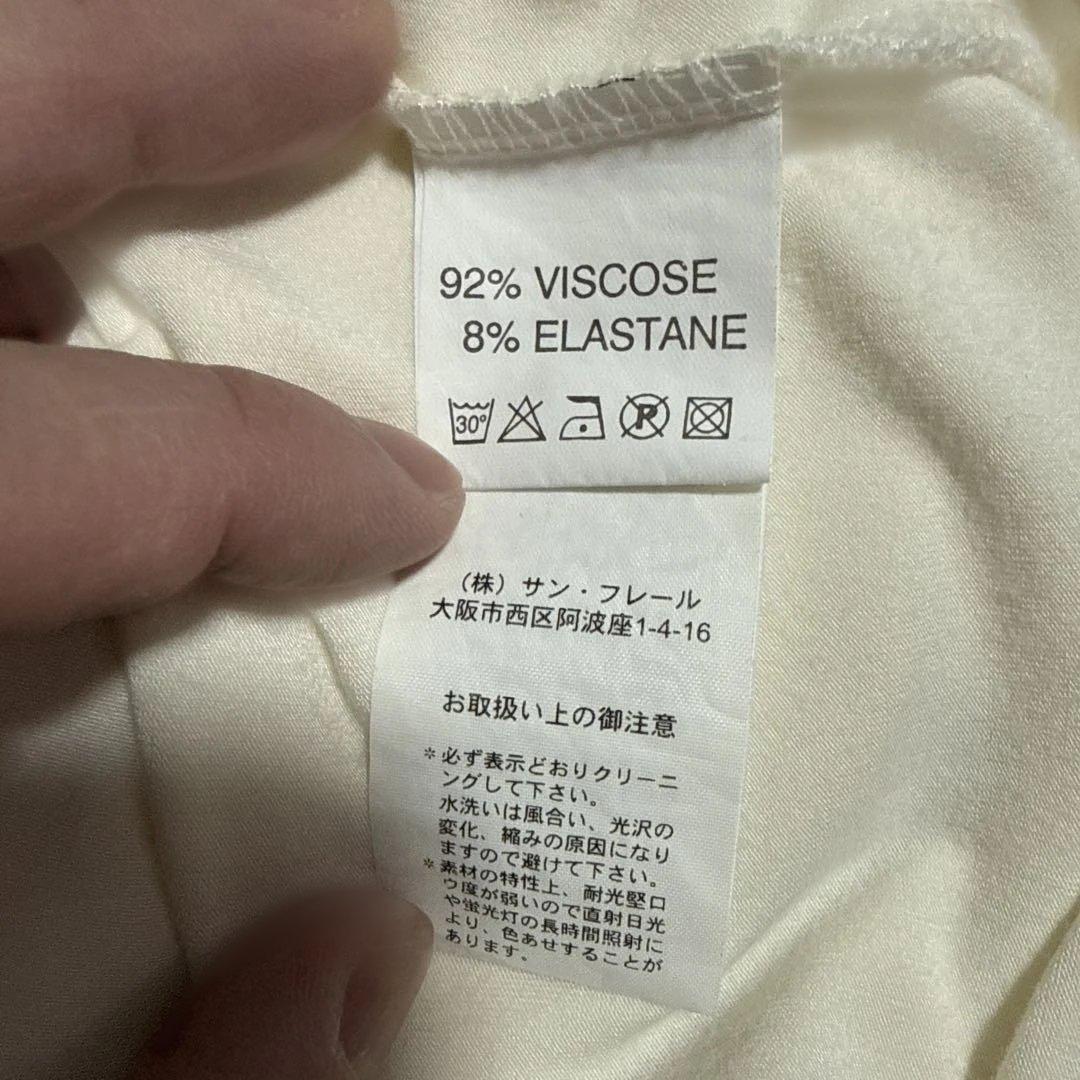 92% VISCOSE
8% ELASTANE
30°
P
(株) サン・フレール
大阪市西区阿波座1-4-16
お取扱い上の御注意
*必ず表示どおりクリーニ
ングして下さい。
水洗いは風合い、光沢の
変化、縮みの原因になり
ますので避けて下さい。
*素材の特性上、耐光堅ロ
ウ度が弱いので直射日光
や蛍光灯の長時間照射に
より、色あせすることが
あります。